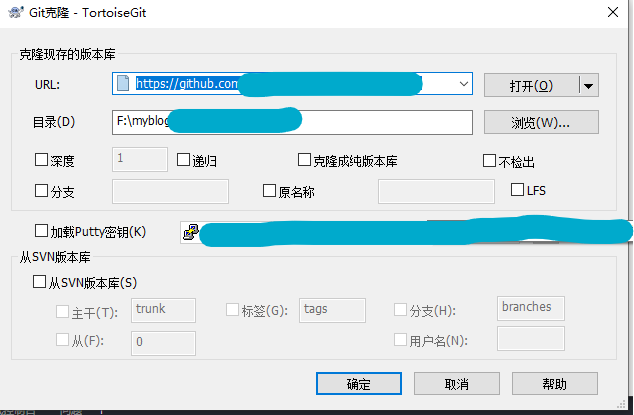 Git克隆 - TortoiseGit
克隆现存的版本库
URL: https://github.com
打开(O)
目录(D) F:\myblog
浏览(W)...
深度 1 递归 克隆成纯版本库 不检出
分支 原名称 LFS
加载Putty密钥(K)
从SVN版本库
从SVN版本库(S)
主干(T): trunk 标签(G): tags 分支(H): branches
从(F): 0 用户名(N):
确定 取消 帮助